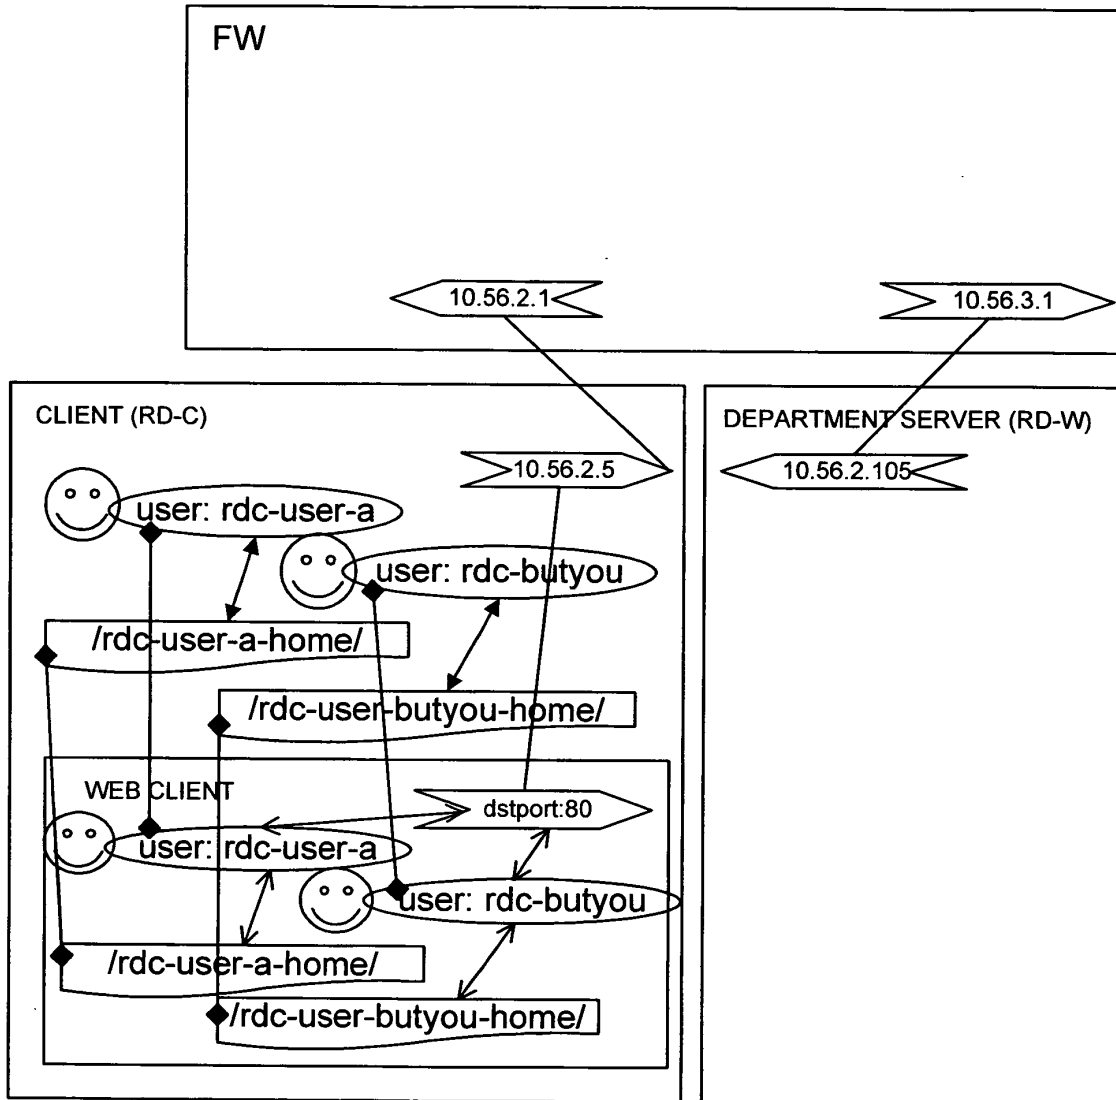 FW
10.56.2.1
10.56.3.1
CLIENT (RD-C)
DEPARTMENT SERVER (RD-W)
10.56.2.5
10.56.2.105
user: rdc-user-a
user: rdc-butyou
/rdc-user-a-home/
/rdc-user-butyou-home/
WEB CLIENT
dstport:80
user: rdc-user-a
user: rdc-butyou
/rdc-user-a-home/
/rdc-user-butyou-home/